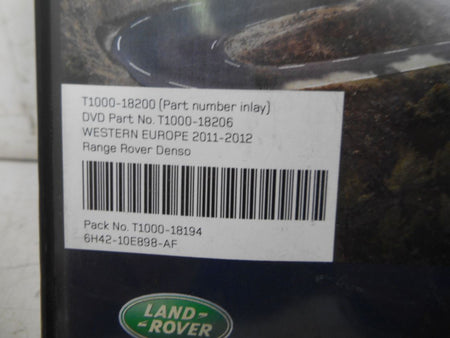 T1000-18200 (Part number inlay)
DVD Part No. T1000-18206
WESTERN EUROPE 2011-2012
Range Rover Denso
Pack No. T1000-18194
6H42-10E898-AF
LAND-
-ROVER